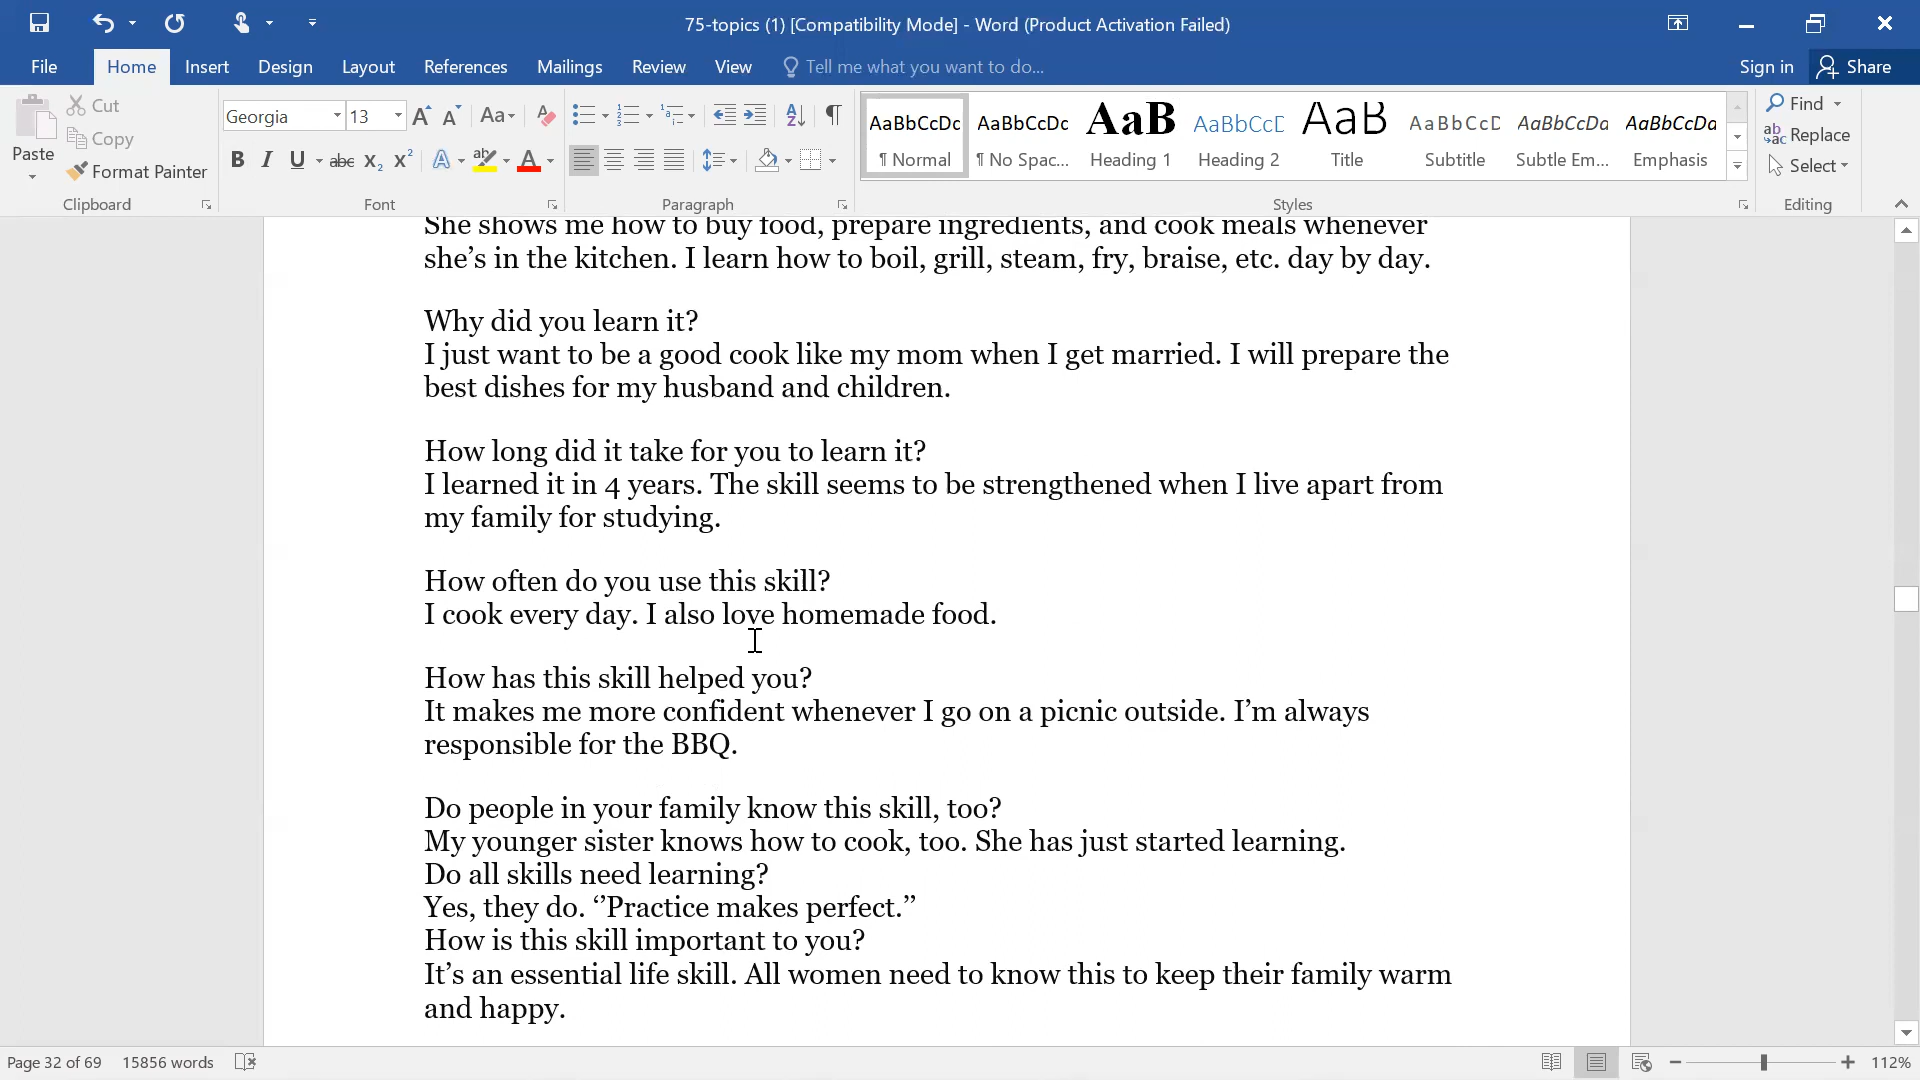 75-topics (1) [Compatibility Mode] - Word (Product Activation Failed)
File Home Insert Design Layout References Mailings Review View Tell me what you want to do... Sign in Share
Paste Cut Copy Format Painter Clipboard
Georgia 13 Font
Paragraph
AaBbCcDc AaBbCcDc AaB AaBbCcD AaB AaBbCcD AaBbCcDa AaBbCcDa
¶ Normal ¶ No Spac... Heading 1 Heading 2 Title Subtitle Subtle Em... Emphasis
Styles
Find Replace Select Editing
She shows me how to buy food, prepare ingredients, and cook meals whenever
she’s in the kitchen. I learn how to boil, grill, steam, fry, braise, etc. day by day.
Why did you learn it?
I just want to be a good cook like my mom when I get married. I will prepare the
best dishes for my husband and children.
How long did it take for you to learn it?
I learned it in 4 years. The skill seems to be strengthened when I live apart from
my family for studying.
How often do you use this skill?
I cook every day. I also love homemade food.
How has this skill helped you?
It makes me more confident whenever I go on a picnic outside. I’m always
responsible for the BBQ.
Do people in your family know this skill, too?
My younger sister knows how to cook, too. She has just started learning.
Do all skills need learning?
Yes, they do. ‘’Practice makes perfect.’’
How is this skill important to you?
It’s an essential life skill. All women need to know this to keep their family warm
and happy.
Page 32 of 69 15856 words 112%